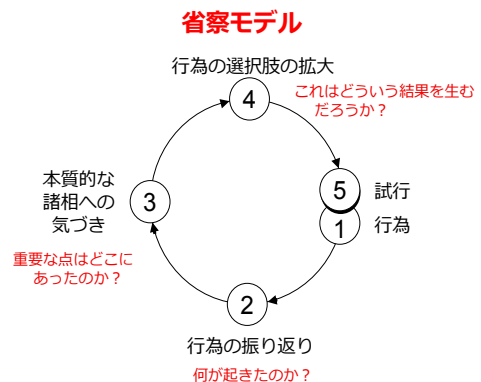 省察モデル
行為の選択肢の拡大
これはどういう結果を生む
だろうか？
4
5
試行
1
行為
本質的な
諸相への
気づき
3
重要な点はどこに
あったのか？
2
行為の振り返り
何が起きたのか？